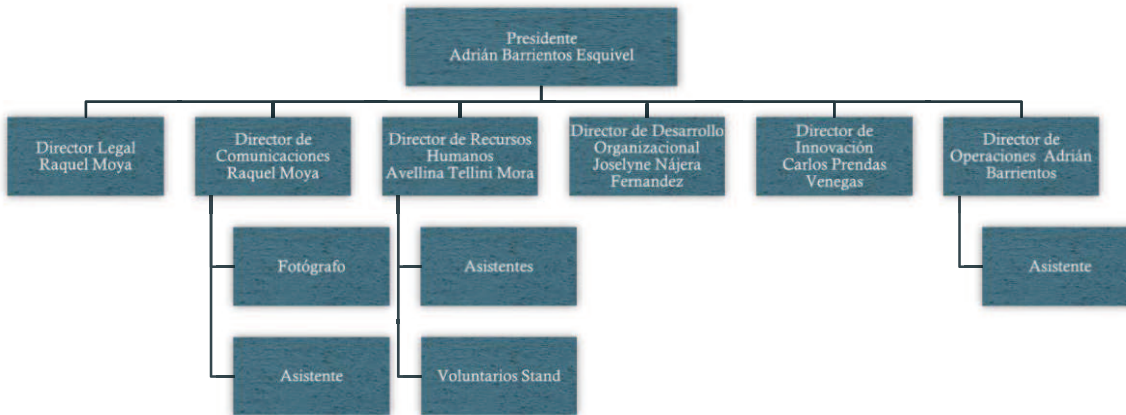 Presidente
Adrián Barrientos Esquivel
Director Legal
Raquel Moya
Director de
Comunicaciones
Raquel Moya
Director de Recursos
Humanos
Avellina Tellini Mora
Director de Desarrollo
Organizacional
Joselyne Nájera
Fernandez
Director de
Innovación
Carlos Prendas
Venegas
Director de
Operaciones Adrián
Barrientos
Fotógrafo
Asistentes
Asistente
Asistente
Voluntarios Stand